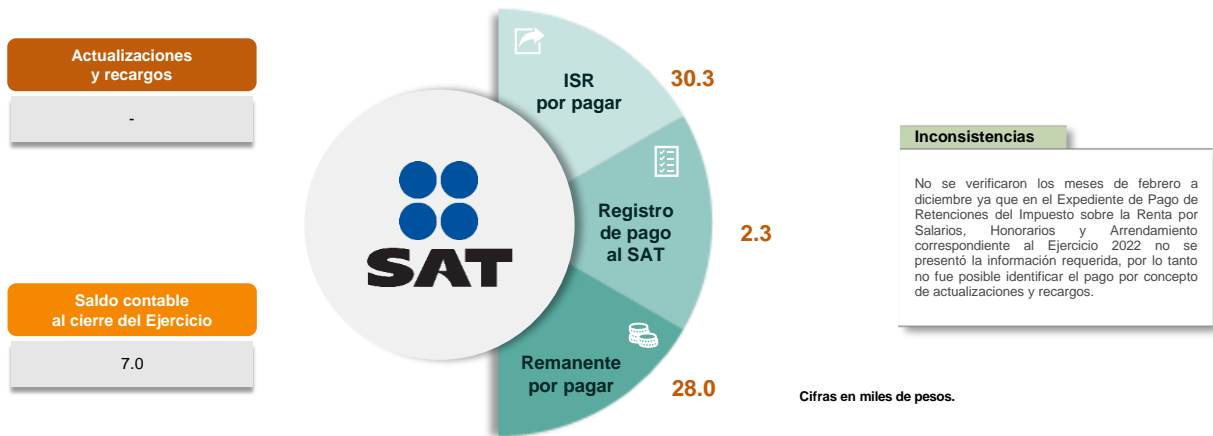 Actualizaciones
y recargos
-
Saldo contable
al cierre del Ejercicio
7.0
SAT
ISR
por pagar
30.3
Registro
de pago
al SAT
2.3
Remanente
por pagar
28.0
Inconsistencias
No se verificaron los meses de febrero a
diciembre ya que en el Expediente de Pago de
Retenciones del Impuesto sobre la Renta por
Salarios, Honorarios y Arrendamiento
correspondiente al Ejercicio 2022 no se
presentó la información requerida, por lo tanto
no fue posible identificar el pago por concepto
de actualizaciones y recargos.
Cifras en miles de pesos.